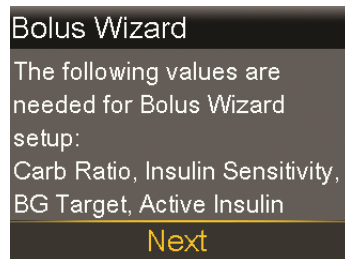 Bolus Wizard
The following values are
needed for Bolus Wizard
setup:
Carb Ratio, Insulin Sensitivity,
BG Target, Active Insulin
Next